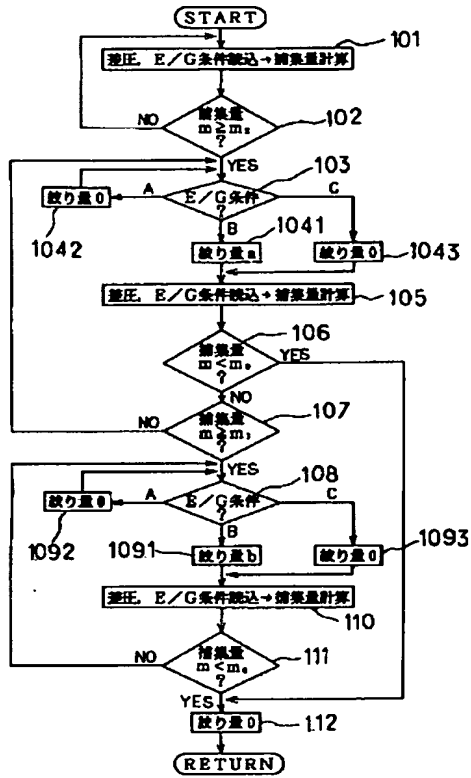 START
101
差圧, E/G条件読込→捕集量計算
捕集量
m≧m₂
?
NO
102
YES
103
A
E/G条件
?
C
絞り量0
1042
B
1041
絞り量a
絞り量0
1043
差圧, E/G条件読込→捕集量計算
105
106
捕集量
m<m₀
?
YES
NO
107
捕集量
m≧m₁
?
NO
YES
108
A
E/G条件
?
C
絞り量0
1092
B
1091
絞り量b
絞り量0
1093
差圧, E/G条件読込→捕集量計算
110
捕集量
m<m₀
?
NO
111
YES
絞り量0
112
RETURN